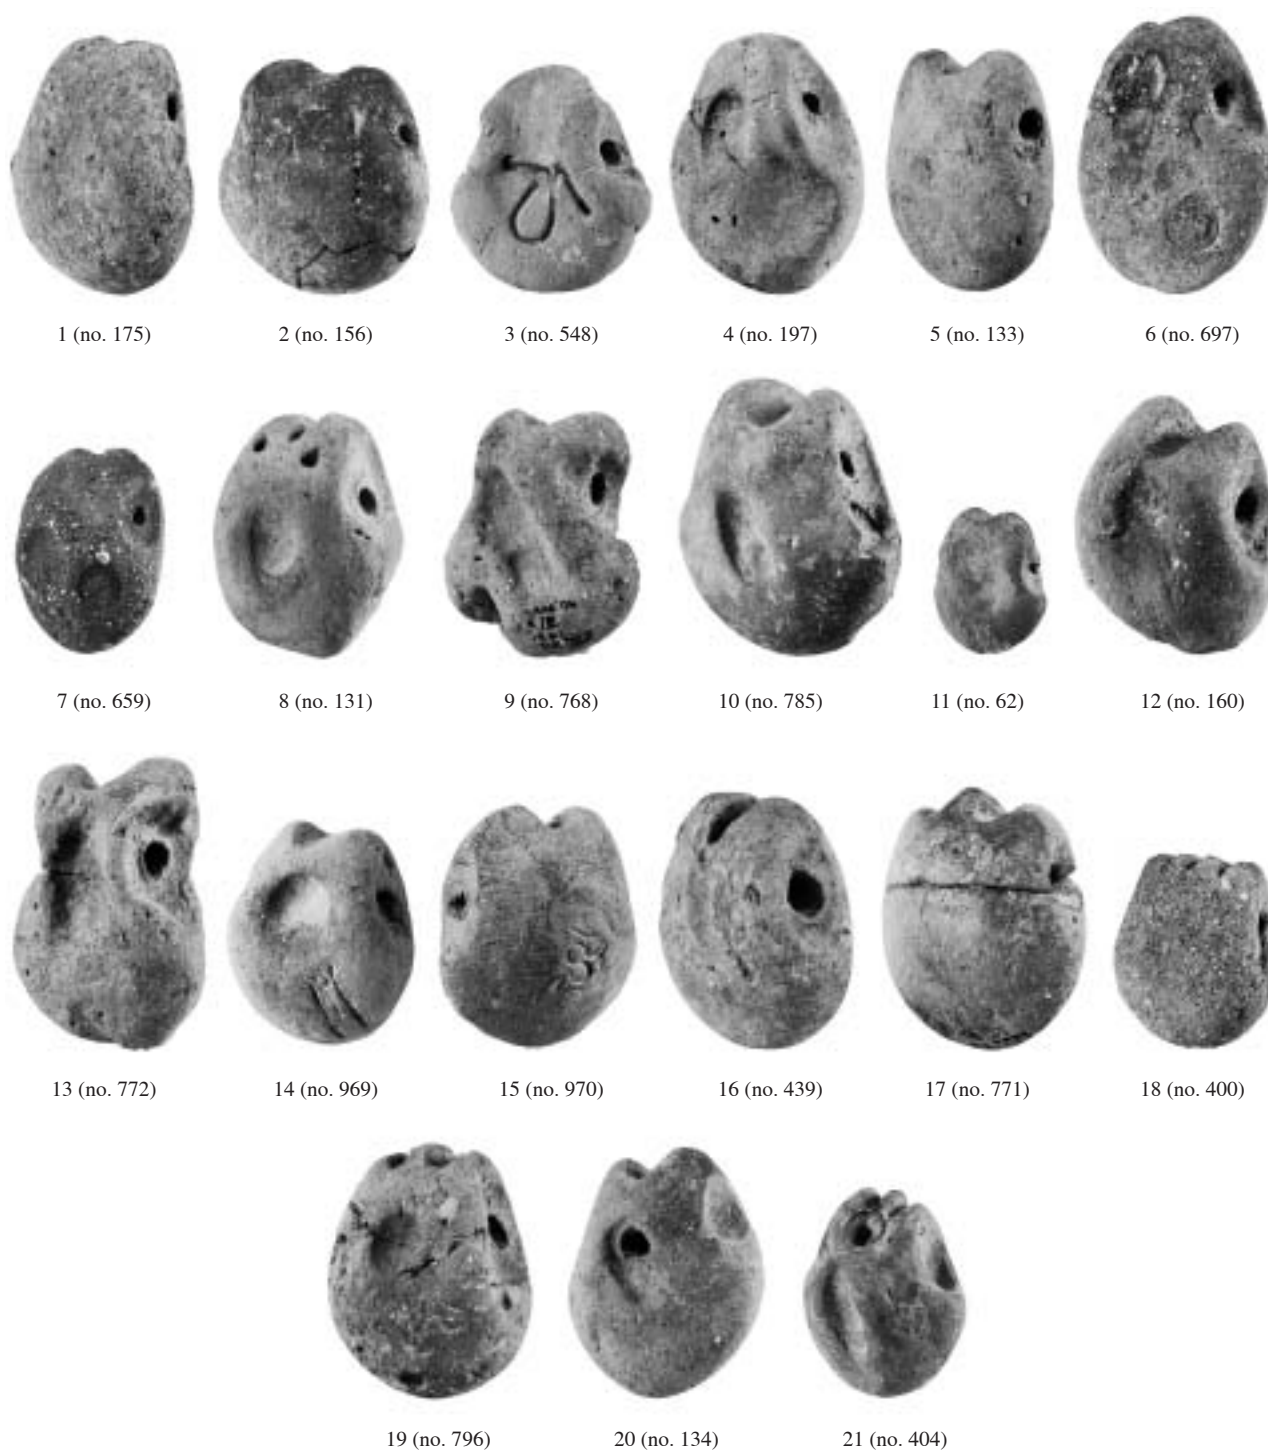 1 (no. 175)
2 (no. 156)
3 (no. 548)
4 (no. 197)
5 (no. 133)
6 (no. 697)
7 (no. 659)
8 (no. 131)
9 (no. 768)
10 (no. 785)
11 (no. 62)
12 (no. 160)
13 (no. 772)
14 (no. 969)
15 (no. 970)
16 (no. 439)
17 (no. 771)
18 (no. 400)
19 (no. 796)
20 (no. 134)
21 (no. 404)